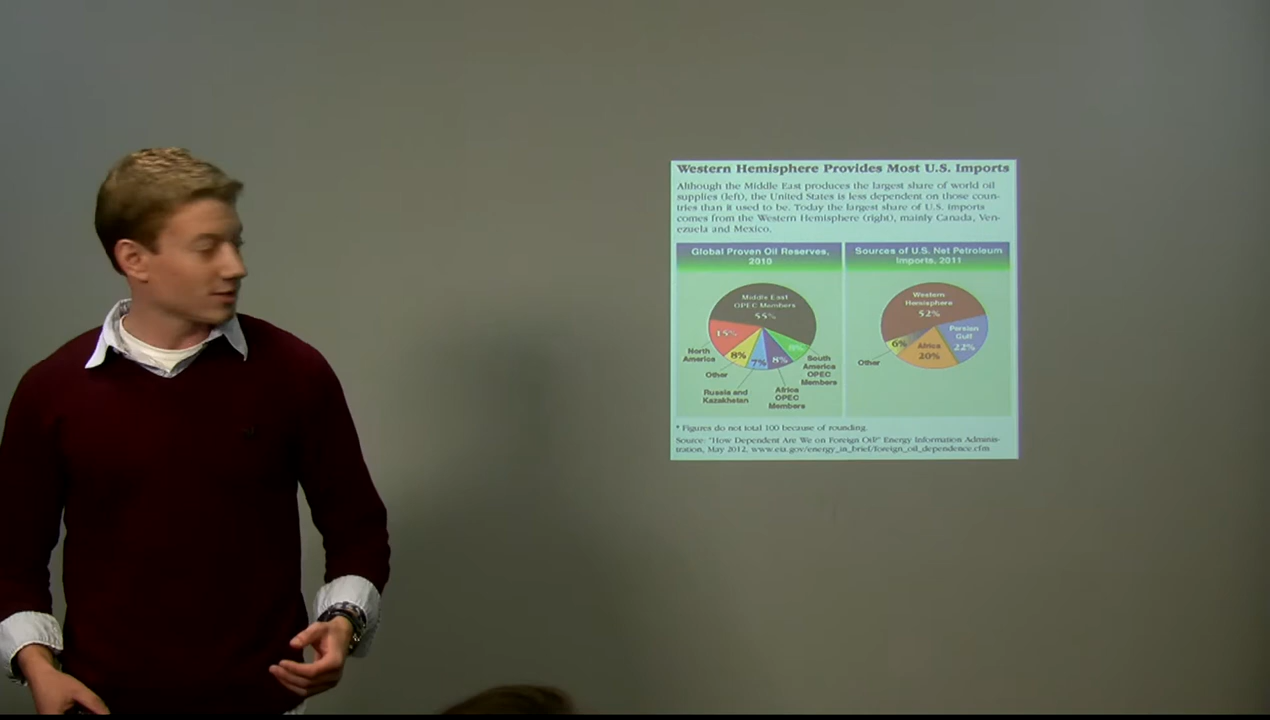 Western Hemisphere Provides Most U.S. Imports
Although the Middle East produces the largest share of world oil
supplies (left), the United States is less dependent on those coun-
tries than it used to be. Today the largest share of U.S. imports
comes from the Western Hemisphere (right), mainly Canada, Ven-
ezuela and Mexico.
Global Proven Oil Reserves,
2010
Middle East
OPEC Members
55%
15%
North
America
8%
Other
7%
Russia and
Kazakhstan
8%
Africa
OPEC
Members
South
America
OPEC
Members
Sources of U.S. Net Petroleum
Imports, 2011
Western
Hemisphere
52%
Persian
Gulf
22%
Africa
20%
6%
Other
* Figures do not total 100 because of rounding.
Source: "How Dependent Are We on Foreign Oil?" Energy Information Adminis-
tration, May 2012, www.eia.gov/energy_in_brief/foreign_oil_dependence.cfm